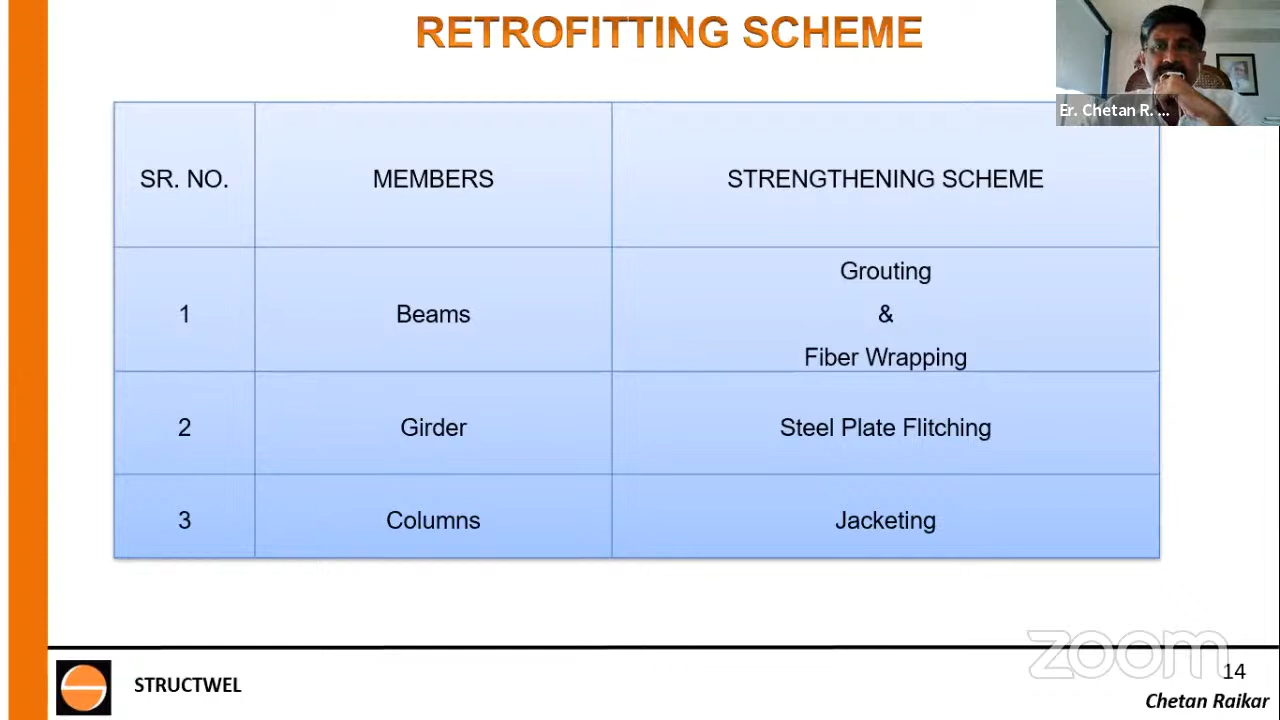 RETROFITTING SCHEME
Er. Chetan R. ...
SR. NO. MEMBERS STRENGTHENING SCHEME
1 Beams Grouting
&
Fiber Wrapping
2 Girder Steel Plate Flitching
3 Columns Jacketing
zoom
14
STRUCTWEL
Chetan Raikar